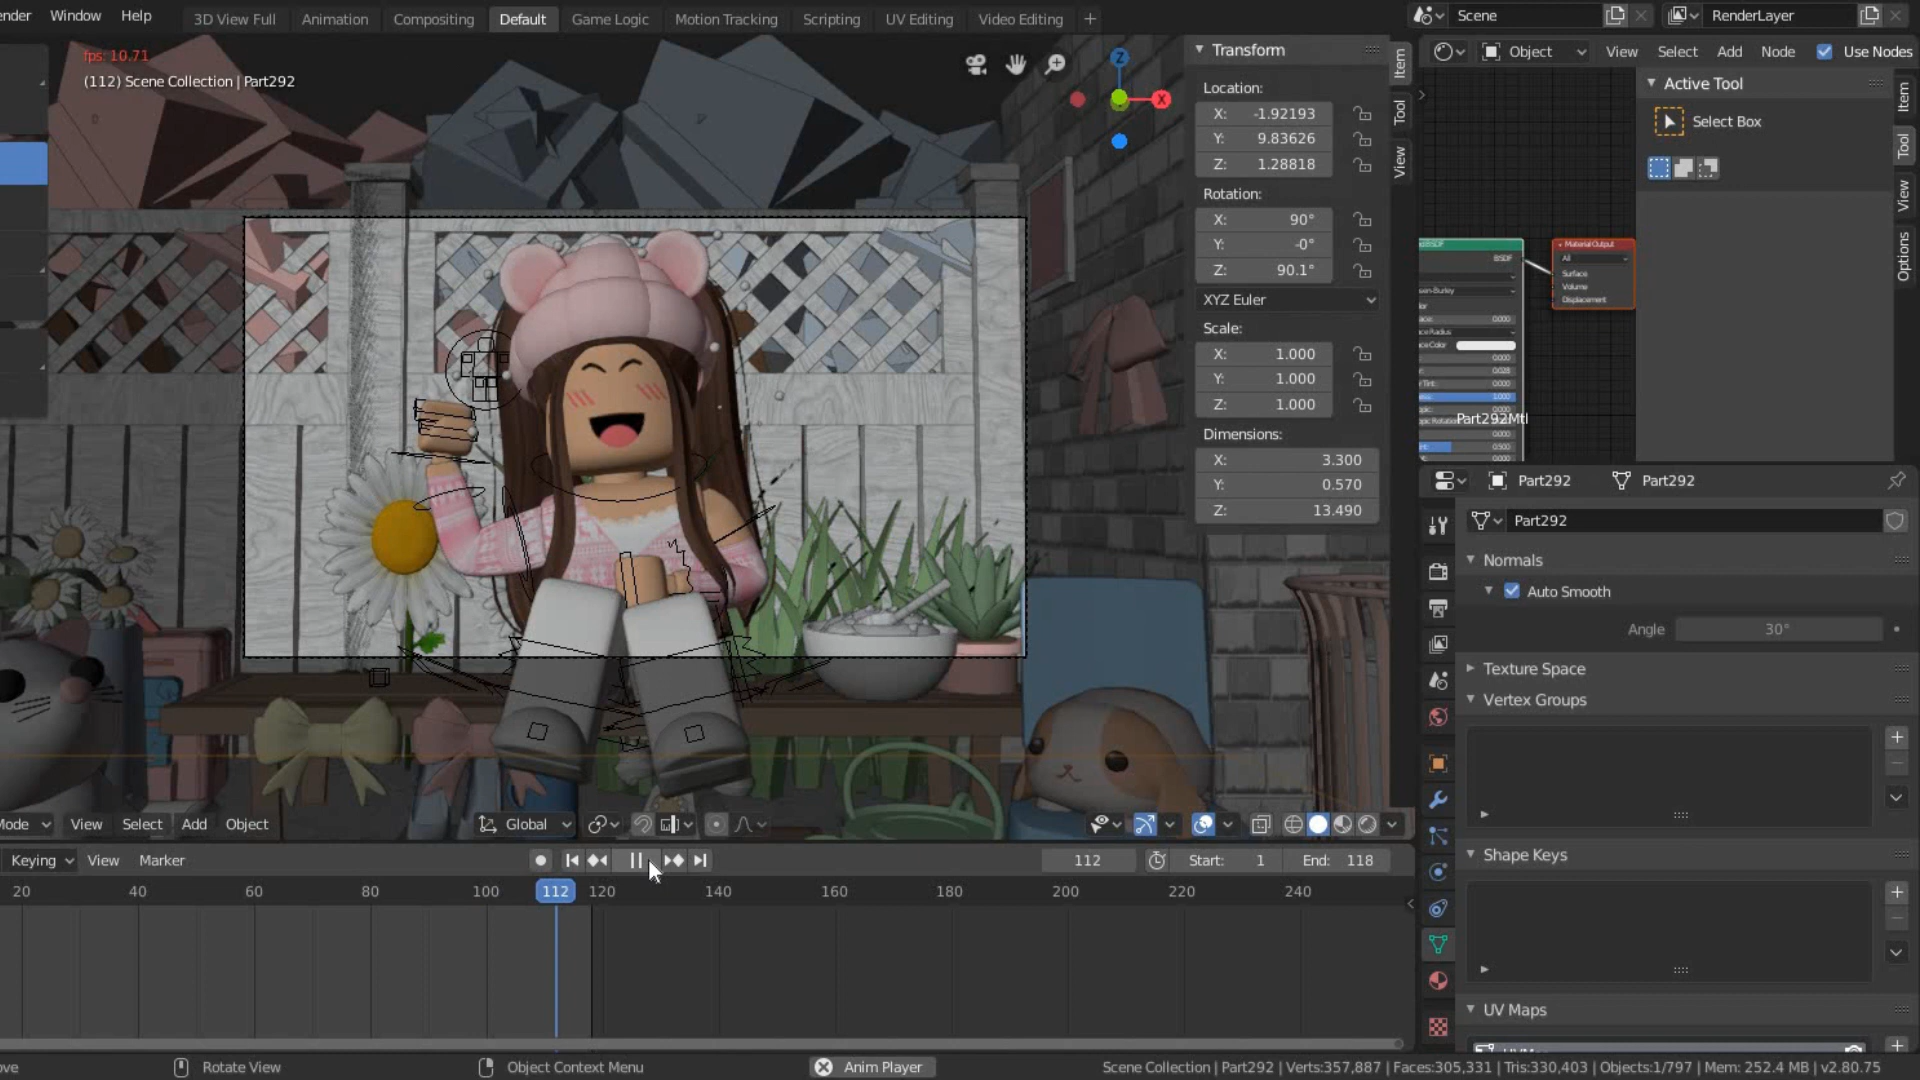 ender Window Help 3D View Full Animation Compositing Default Game Logic Motion Tracking Scripting UV Editing Video Editing + Scene RenderLayer
fps: 10.71
(112) Scene Collection | Part292
Z
X
Transform
Location:
X: -1.92193
Y: 9.83626
Z: 1.28818
Rotation:
X: 90°
Y: -0°
Z: 90.1°
XYZ Euler
Scale:
X: 1.000
Y: 1.000
Z: 1.000
Dimensions:
X: 3.300
Y: 0.570
Z: 13.490
Item
Tool
View
Object View Select Add Node Use Nodes
Active Tool
Select Box
Item
Tool
View
Options
BSDF
Material Output
All
Surface
Volume
Displacement
Part292Mtl
Part292 Part292
Part292
Normals
Auto Smooth
Angle 30°
Texture Space
Vertex Groups
Shape Keys
UV Maps
Mode View Select Add Object Global
Keying View Marker 112 Start: 1 End: 118
20 40 60 80 100 112 120 140 160 180 200 220 240
ove Rotate View Object Context Menu Anim Player Scene Collection | Part292 | Verts:357,887 | Faces:305,331 | Tris:330,403 | Objects:1/797 | Mem: 252.4 MB | v2.80.75